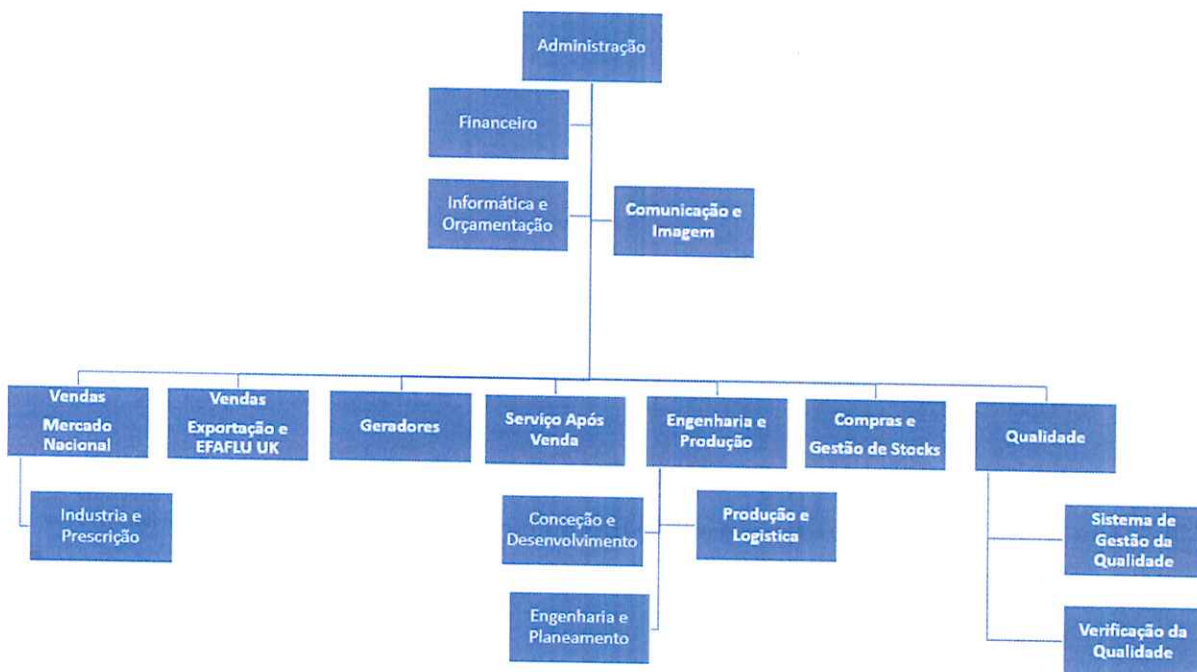 Administração
Financeiro
Informática e
Orçamentação
Comunicação e
Imagem
Vendas
Mercado
Nacional
Vendas
Exportação e
EFAFLU UK
Geradores
Serviço Após
Venda
Engenharia e
Produção
Compras e
Gestão de Stocks
Qualidade
Industria e
Prescrição
Conceção e
Desenvolvimento
Produção e
Logistica
Sistema de
Gestão da
Qualidade
Engenharia e
Planeamento
Verificação da
Qualidade